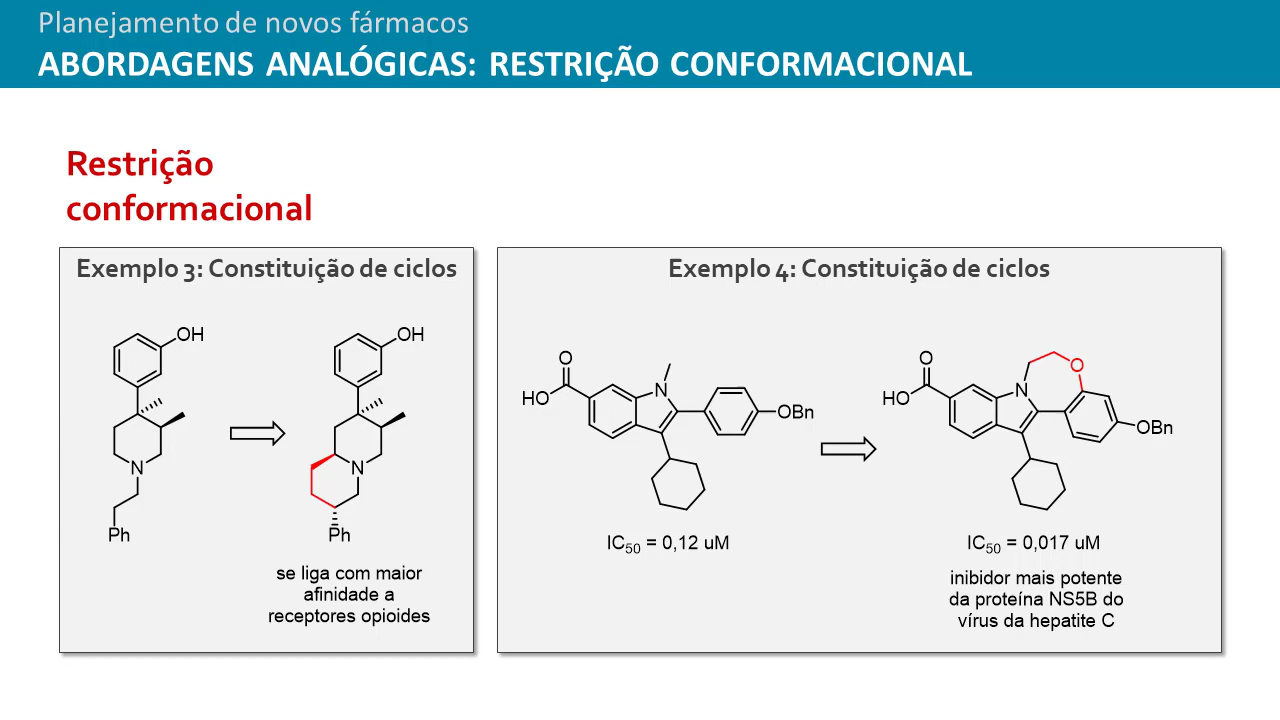 Planejamento de novos fármacos
ABORDAGENS ANALÓGICAS: RESTRIÇÃO CONFORMACIONAL
Restrição
conformacional
Exemplo 3: Constituição de ciclos
OH
N
Ph
OH
N
Ph
se liga com maior
afinidade a
receptores opioides
Exemplo 4: Constituição de ciclos
O
HO
N
OBn
IC50 = 0,12 uM
O
HO
N
O
OBn
IC50 = 0,017 uM
inibidor mais potente
da proteína NS5B do
vírus da hepatite C